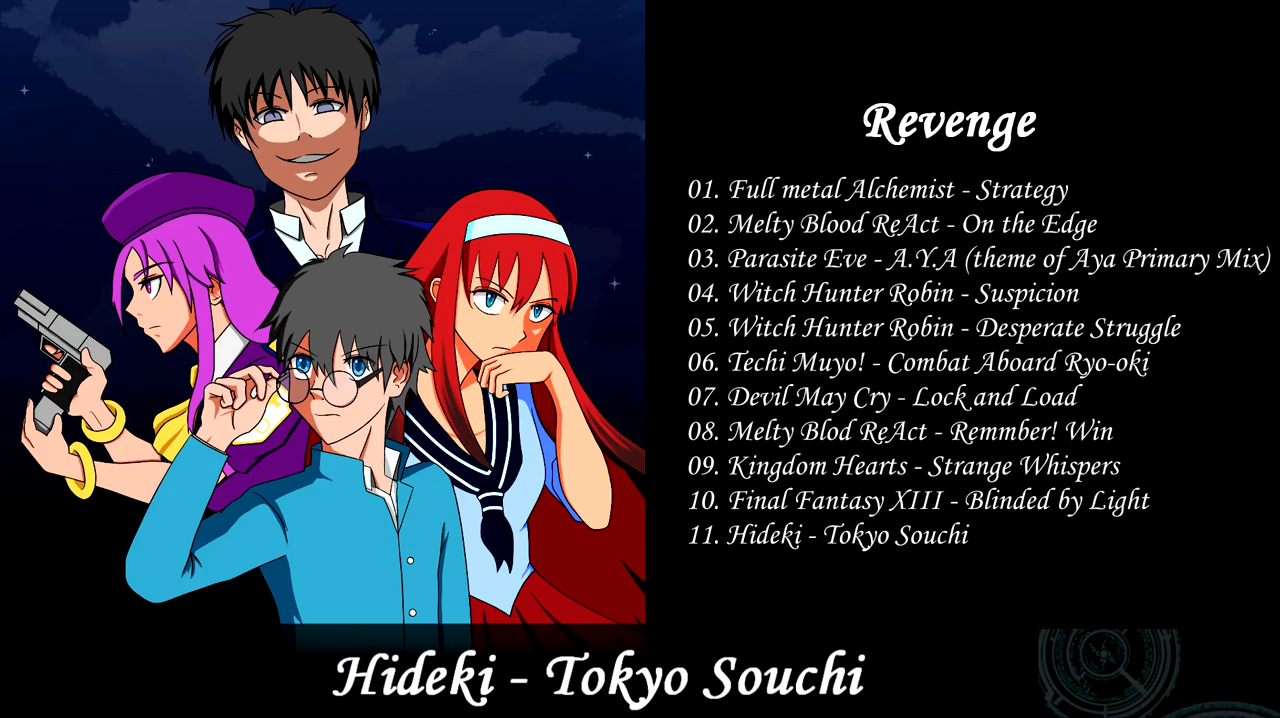 Revenge
01. Full metal Alchemist - Strategy
02. Melty Blood ReAct - On the Edge
03. Parasite Eve - A.Y.A (theme of Aya Primary Mix)
04. Witch Hunter Robin - Suspicion
05. Witch Hunter Robin - Desperate Struggle
06. Techi Muyo! - Combat Aboard Ryo-oki
07. Devil May Cry - Lock and Load
08. Melty Blod ReAct - Remmber! Win
09. Kingdom Hearts - Strange Whispers
10. Final Fantasy XIII - Blinded by Light
11. Hideki - Tokyo Souchi
Hideki - Tokyo Souchi